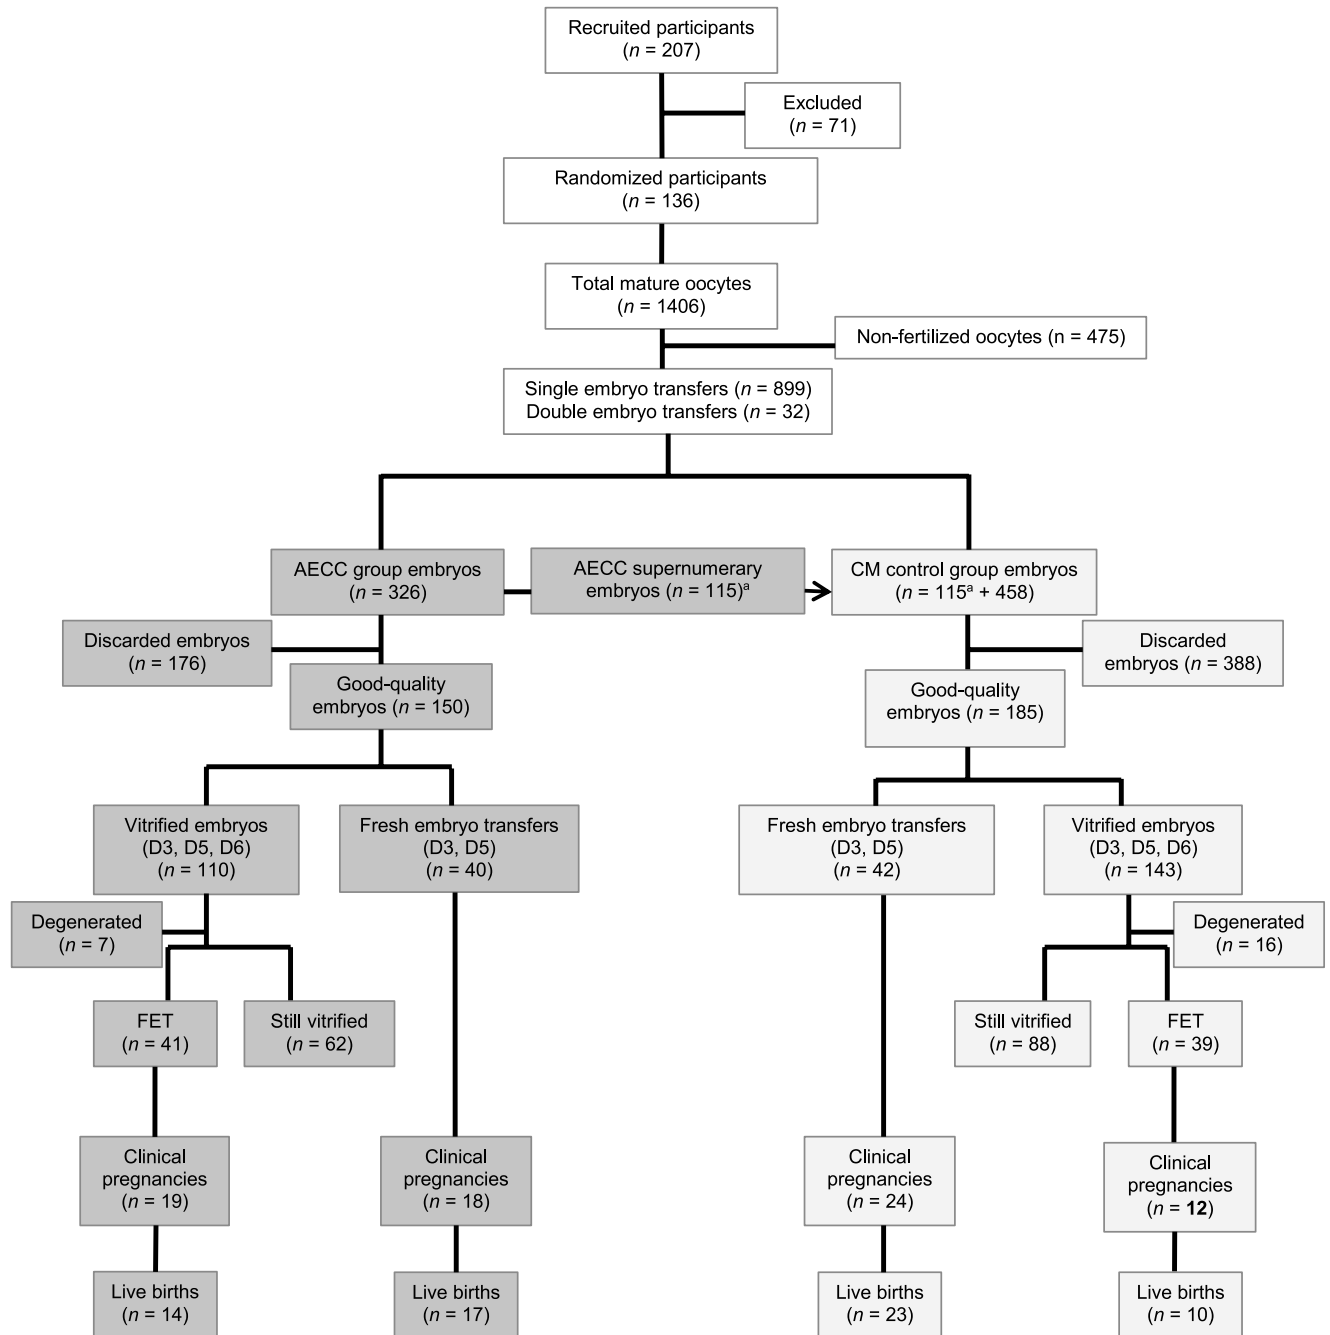 Recruited participants
(n = 207)
Excluded
(n = 71)
Randomized participants
(n = 136)
Total mature oocytes
(n = 1406)
Non-fertilized oocytes (n = 475)
Single embryo transfers (n = 899)
Double embryo transfers (n = 32)
AECC group embryos
(n = 326)
AECC supernumerary
embryos (n = 115)ᵃ
CM control group embryos
(n = 115ᵃ + 458)
Discarded embryos
(n = 176)
Good-quality
embryos (n = 150)
Good-quality
embryos (n = 185)
Discarded
embryos (n = 388)
Vitrified embryos
(D3, D5, D6)
(n = 110)
Fresh embryo transfers
(D3, D5)
(n = 40)
Fresh embryo transfers
(D3, D5)
(n = 42)
Vitrified embryos
(D3, D5, D6)
(n = 143)
Degenerated
(n = 7)
Degenerated
(n = 16)
FET
(n = 41)
Still vitrified
(n = 62)
Still vitrified
(n = 88)
FET
(n = 39)
Clinical
pregnancies
(n = 19)
Clinical
pregnancies
(n = 18)
Clinical
pregnancies
(n = 24)
Clinical
pregnancies
(n = 12)
Live births
(n = 14)
Live births
(n = 17)
Live births
(n = 23)
Live births
(n = 10)